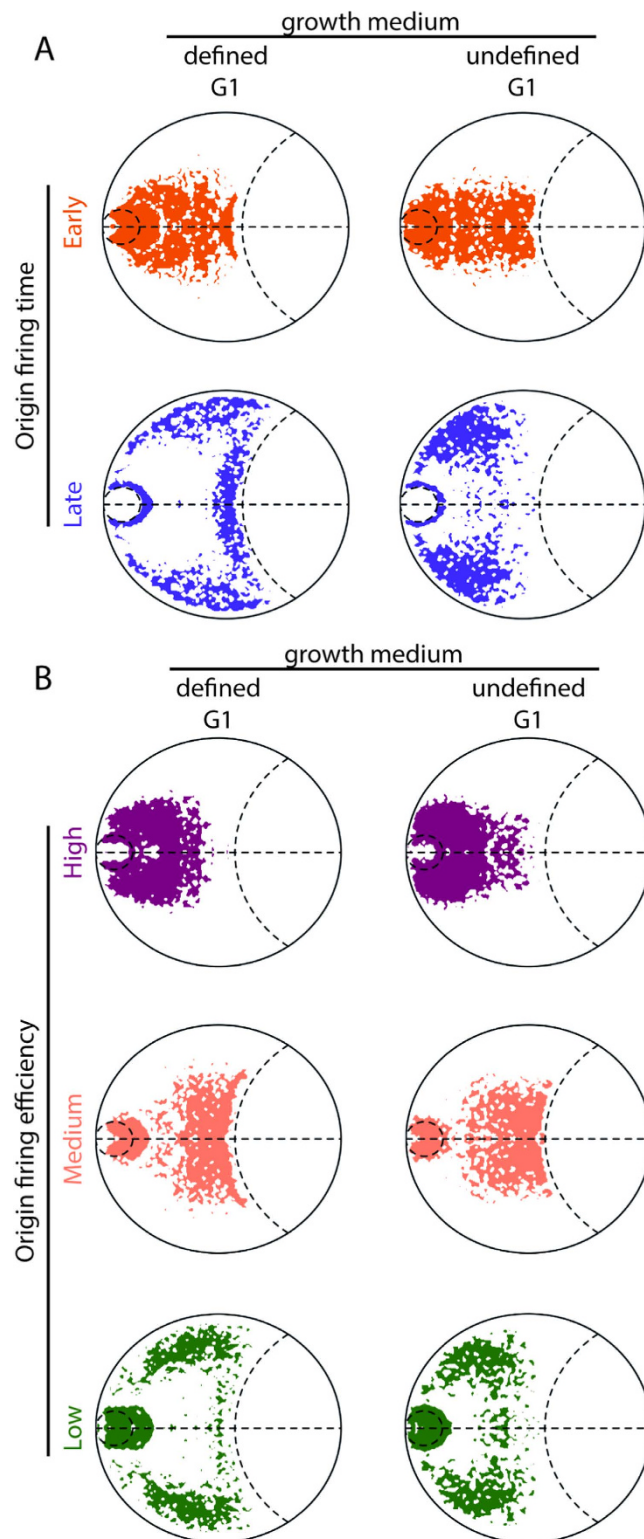 A
growth medium
defined
G1
undefined
G1
Origin firing time
Early
Late
B
growth medium
defined
G1
undefined
G1
Origin firing efficiency
High
Medium
Low